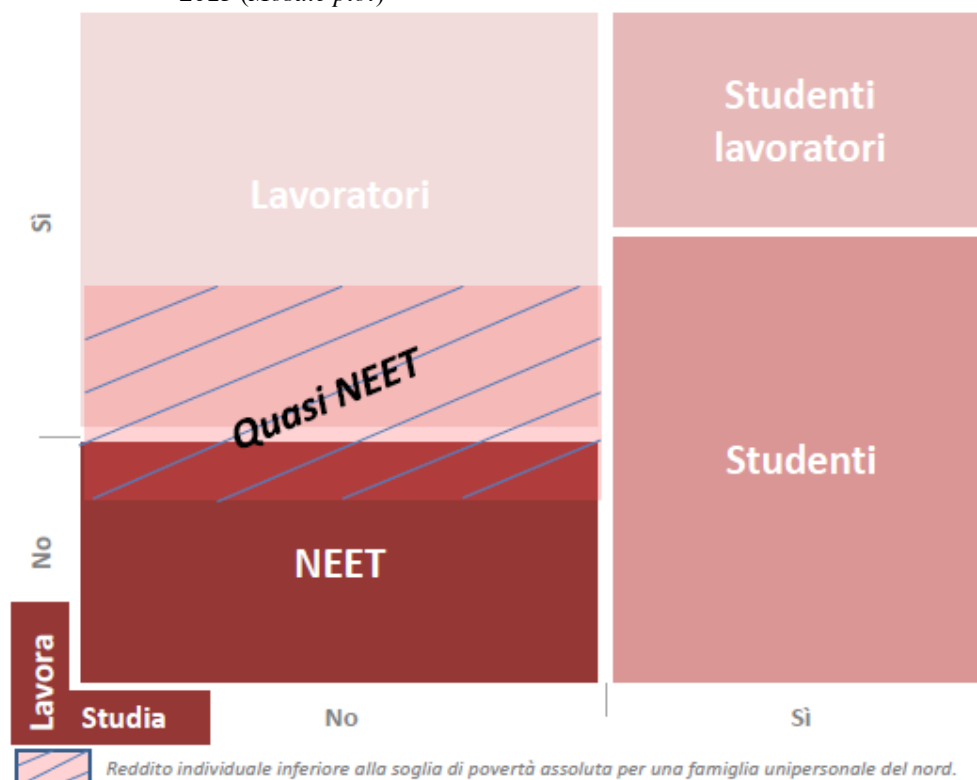 Studenti
lavoratori
Lavoratori
Sì
Quasi NEET
Studenti
No
NEET
Lavora
Studia
No
Sì
Reddito individuale inferiore alla soglia di povertà assoluta per una famiglia unipersonale del nord.